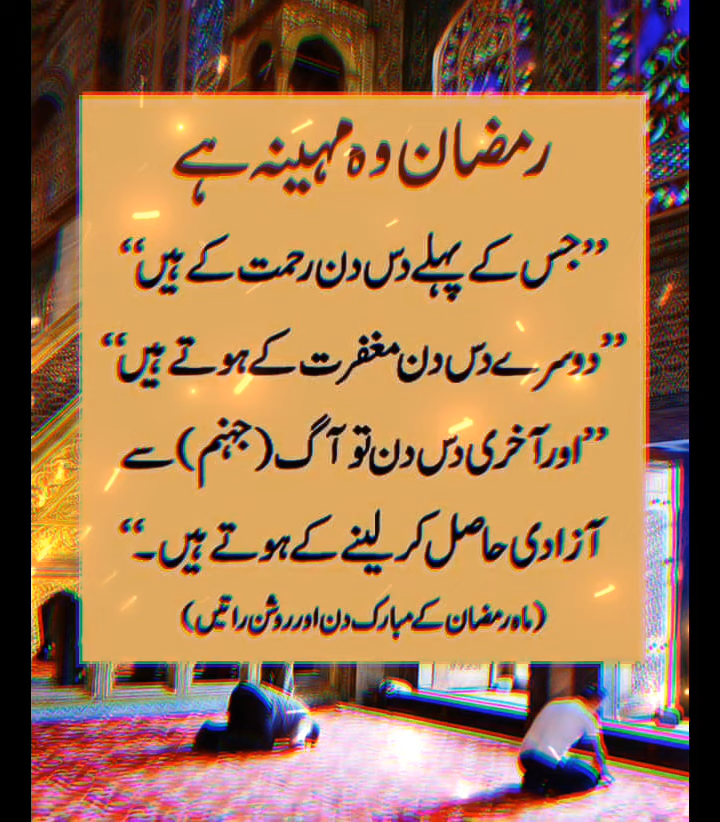 رمضان وہ مہینہ ہے
”جس کے پہلے دس دن رحمت کے ہیں“
”دوسرے دس دن مغفرت کے ہوتے ہیں“
”اور آخری دس دن تو آگ (جہنم) سے
آزادی حاصل کر لینے کے ہوتے ہیں۔“
(ماہ رمضان کے مبارک دن اور روشن راتیں)